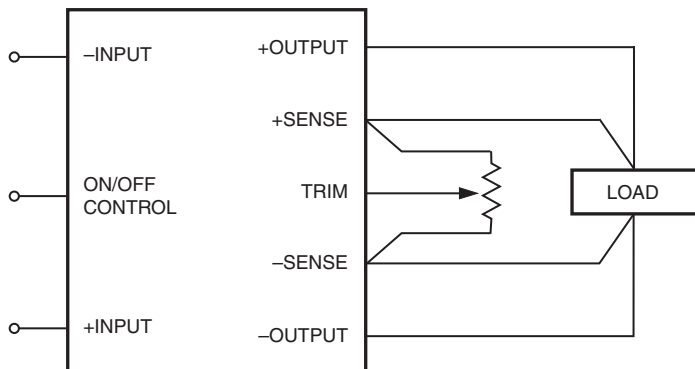 –INPUT
+OUTPUT
+SENSE
ON/OFF
CONTROL
TRIM
LOAD
–SENSE
+INPUT
–OUTPUT